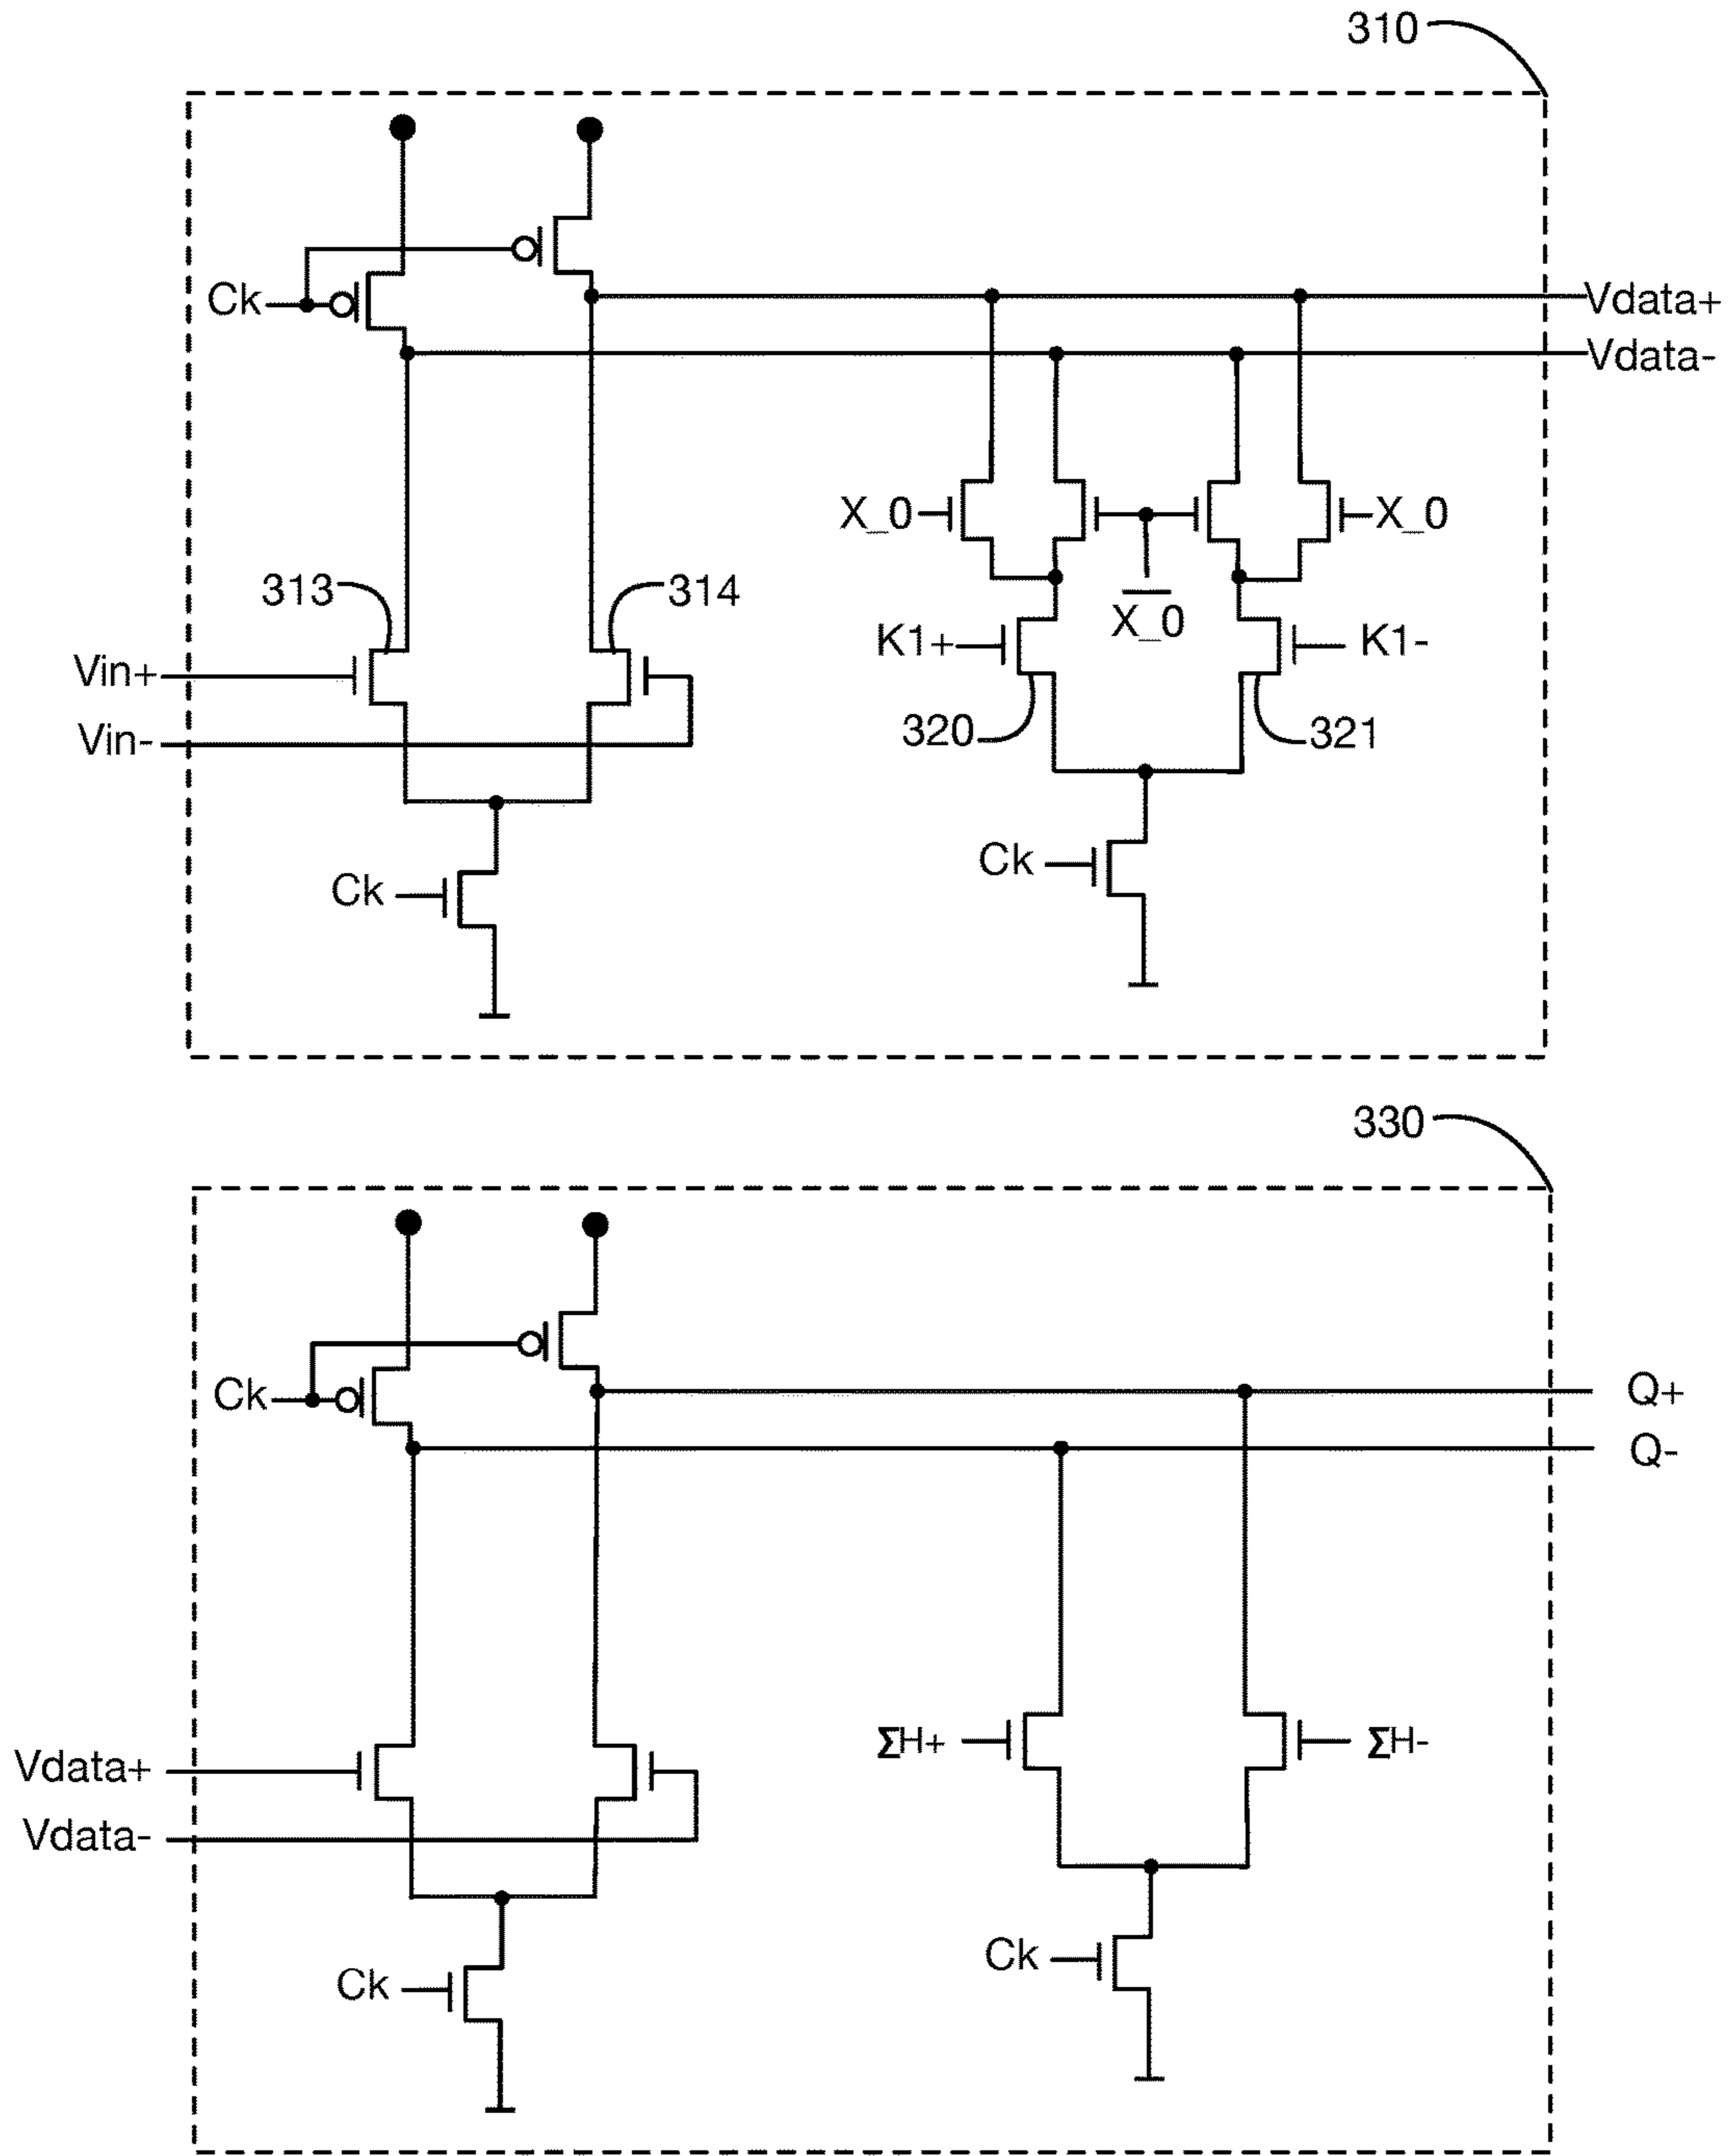 310
Ck
Vdata+
Vdata-
X_0
X_0
X̅_̅0̅
313
314
K1+
K1-
Vin+
Vin-
320
321
Ck
Ck
330
Ck
Q+
Q-
ΣH+
ΣH-
Vdata+
Vdata-
Ck
Ck